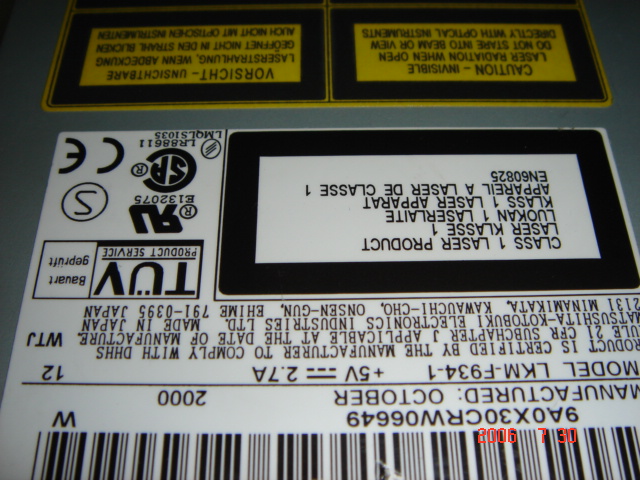 W
9A0X30CRW06649
MANUFACTURED: OCTOBER 2000
MODEL LKM-F934-1 +5V 2.7A 12
PRODUCT IS CERTIFIED BY THE MANUFACTURER TO COMPLY WITH DHHS
RULE 21 CFR SUBCHAPTER J APPLICABLE AT THE DATE OF MANUFACTURE. WTJ
MATSUSHITA-KOTOBUKI ELECTRONICS INDUSTRIES LTD. MADE IN JAPAN
2131 MINAMIKATA, KAWAUCHI-CHO, ONSEN-GUN, EHIME 791-0395 JAPAN
CLASS 1 LASER PRODUCT
LASER KLASSE 1
LUOKAN 1 LASERLAITE
KLASS 1 LASER APPARAT
APPAREIL A LASER DE CLASSE 1
EN60825
TÜV
PRODUCT SERVICE
Bauart
geprüft
E132075
S
SA
LR88611
LMQLS1035
CE
CAUTION - INVISIBLE
LASER RADIATION WHEN OPEN
DO NOT STARE INTO BEAM OR VIEW
DIRECTLY WITH OPTICAL INSTRUMENTS
VORSICHT- UNSICHTBARE
LASERSTRAHLUNG, WENN ABDECKUNG
GEÖFFNET NICHT IN DEN STRAHL BLICKEN
AUCH NICHT MIT OPTISCHEN INSTRUMENTEN
2006 7 30